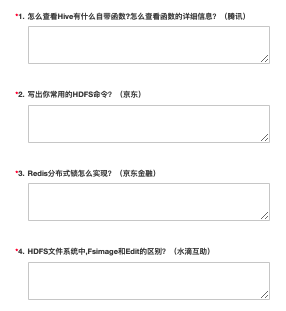 *1. 怎么查看Hive有什么自带函数?怎么查看函数的详细信息？（腾讯）
*2. 写出你常用的HDFS命令？（京东）
*3. Redis分布式锁怎么实现？（京东金融）
*4. HDFS文件系统中,Fsimage和Edit的区别？（水滴互助）